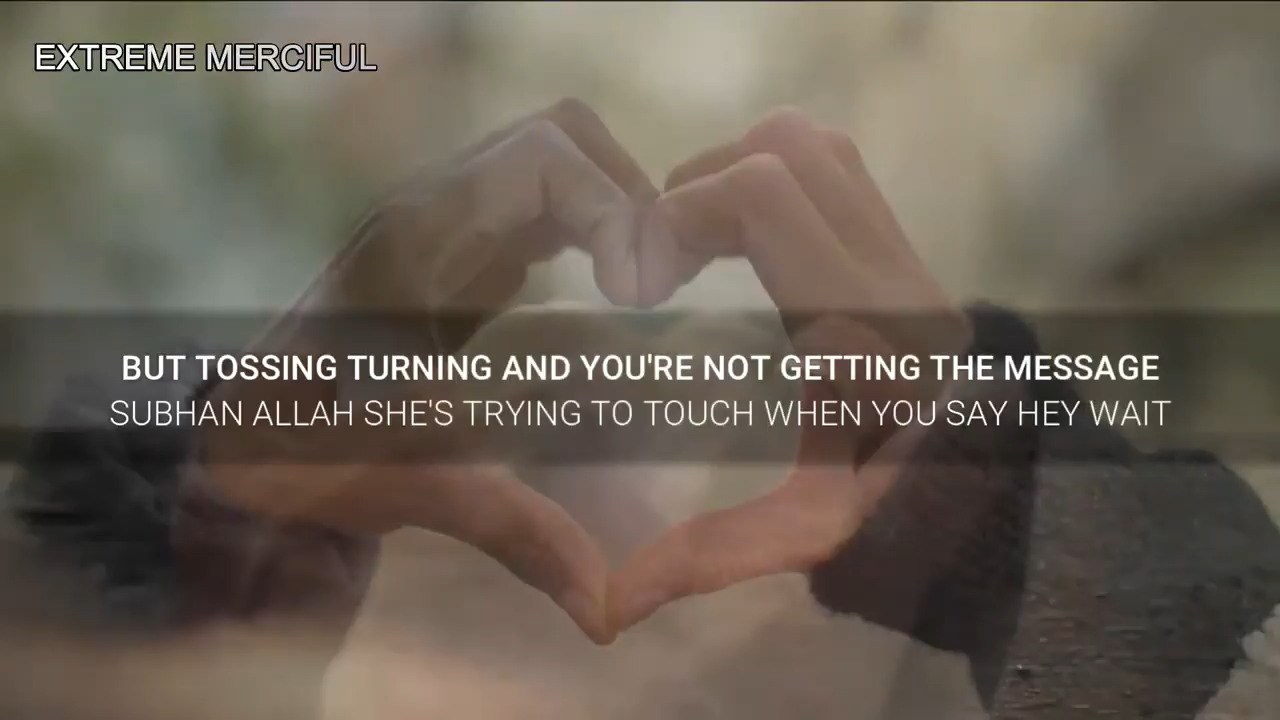 EXTREME MERCIFUL
BUT TOSSING TURNING AND YOU'RE NOT GETTING THE MESSAGE
SUBHAN ALLAH SHE'S TRYING TO TOUCH WHEN YOU SAY HEY WAIT